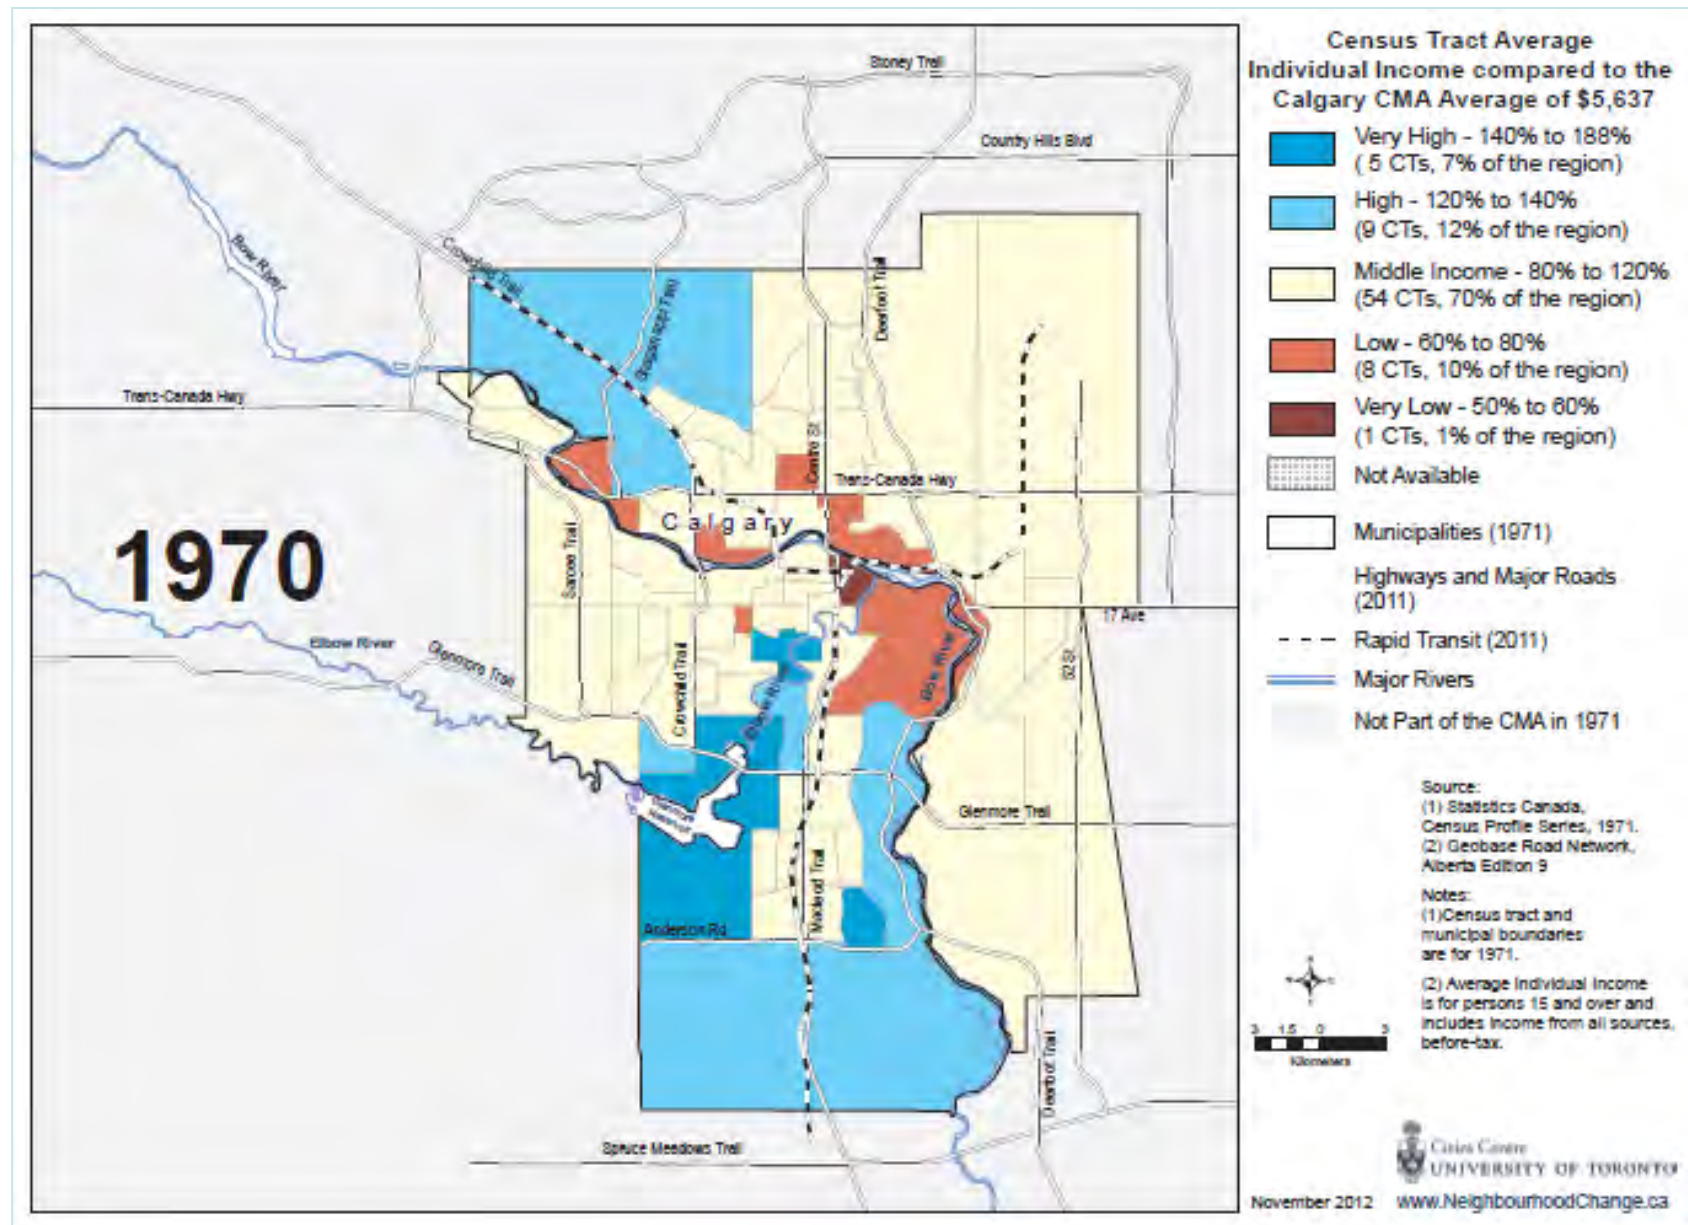 Census Tract Average
Individual Income compared to the
Calgary CMA Average of $5,637
Very High - 140% to 188%
( 5 CTs, 7% of the region)
High - 120% to 140%
(9 CTs, 12% of the region)
Middle Income - 80% to 120%
(54 CTs, 70% of the region)
Low - 60% to 80%
(8 CTs, 10% of the region)
Very Low - 50% to 60%
(1 CTs, 1% of the region)
Not Available
Municipalities (1971)
Highways and Major Roads
(2011)
Rapid Transit (2011)
Major Rivers
Not Part of the CMA in 1971
Source:
(1) Statistics Canada,
Census Profile Series, 1971.
(2) Geobase Road Network,
Alberta Edition 9
Notes:
(1)Census tract and
municipal boundaries
are for 1971.
(2) Average Individual Income
is for persons 15 and over and
includes income from all sources,
before-tax.
3 1.5 0 3
Kilometers
Cities Centre
UNIVERSITY OF TORONTO
November 2012 www.NeighbourhoodChange.ca
1970
Stoney Trail
Country Hills Blvd
Bow River
Crowchild Trail
Shaganappi Trail
Deerfoot Trail
Trans-Canada Hwy
Centre St
Trans-Canada Hwy
Calgary
Sarcee Trail
17 Ave
Elbow River
Glenmore Trail
Crowchild Trail
Elbow River
Bow River
52 St
Glenmore Trail
Macleod Trail
Anderson Rd
Deerfoot Trail
Spruce Meadows Trail